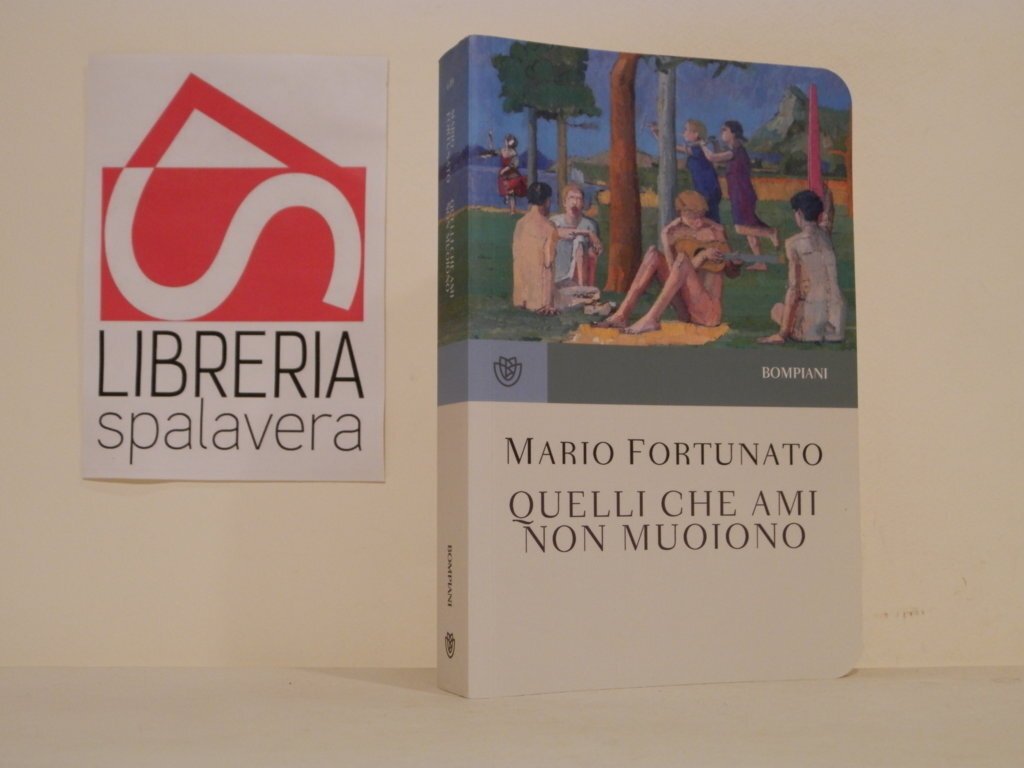 LIBRERIA
spalavera
BOMPIANI
MARIO FORTUNATO
QUELLI CHE AMI
NON MUOIONO
BOMPIANI